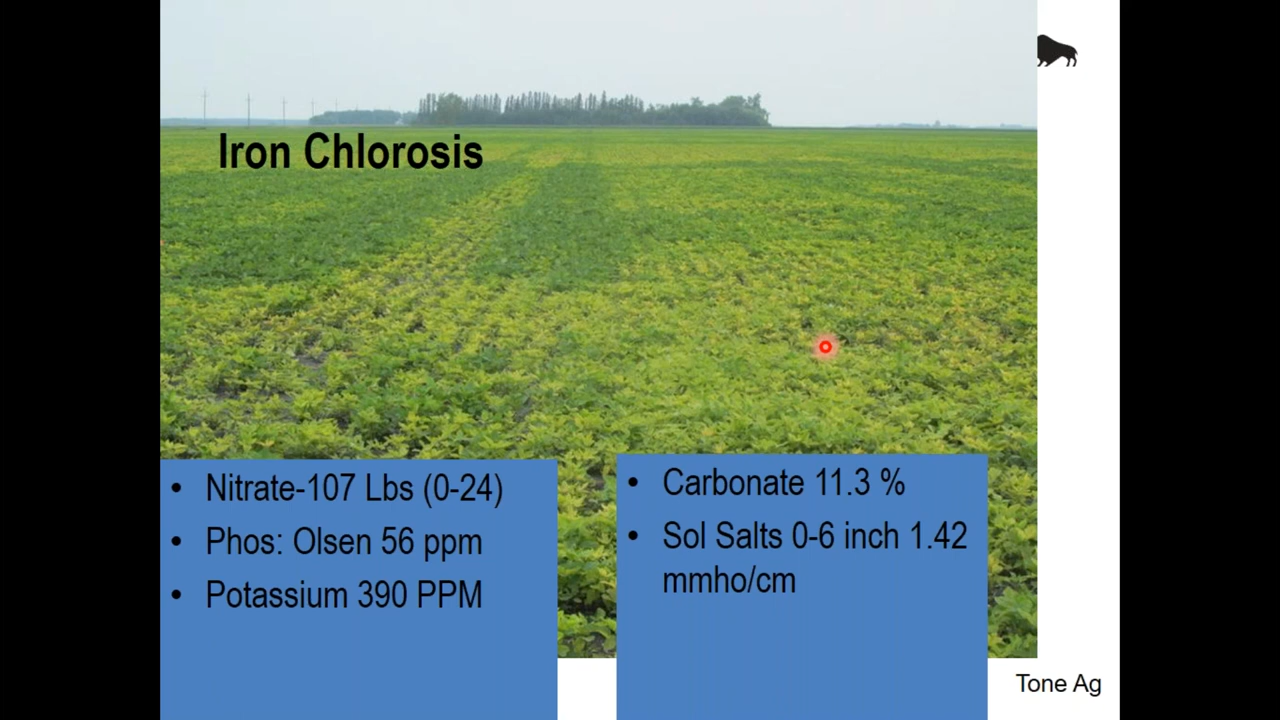 Iron Chlorosis
• Nitrate-107 Lbs (0-24)
• Phos: Olsen 56 ppm
• Potassium 390 PPM
• Carbonate 11.3 %
• Sol Salts 0-6 inch 1.42
mmho/cm
Tone Ag